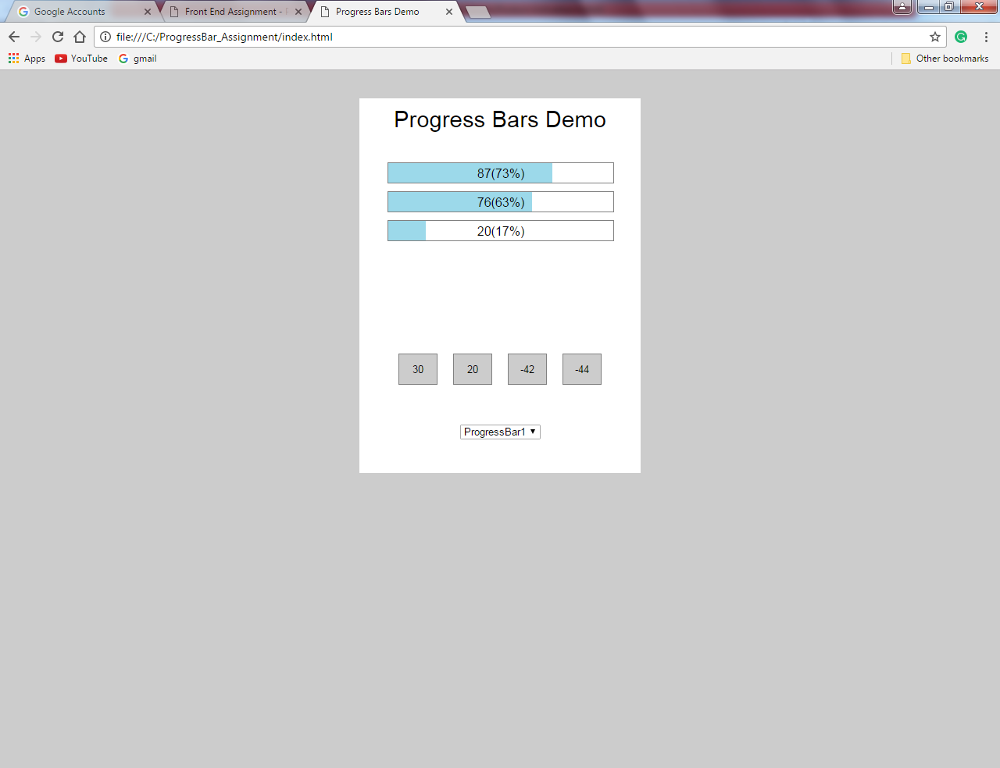 Google Accounts Front End Assignment - Progress Bars Demo
file:///C:/ProgressBar_Assignment/index.html
Apps YouTube gmail Other bookmarks
Progress Bars Demo
87(73%)
76(63%)
20(17%)
30 20 -42 -44
ProgressBar1